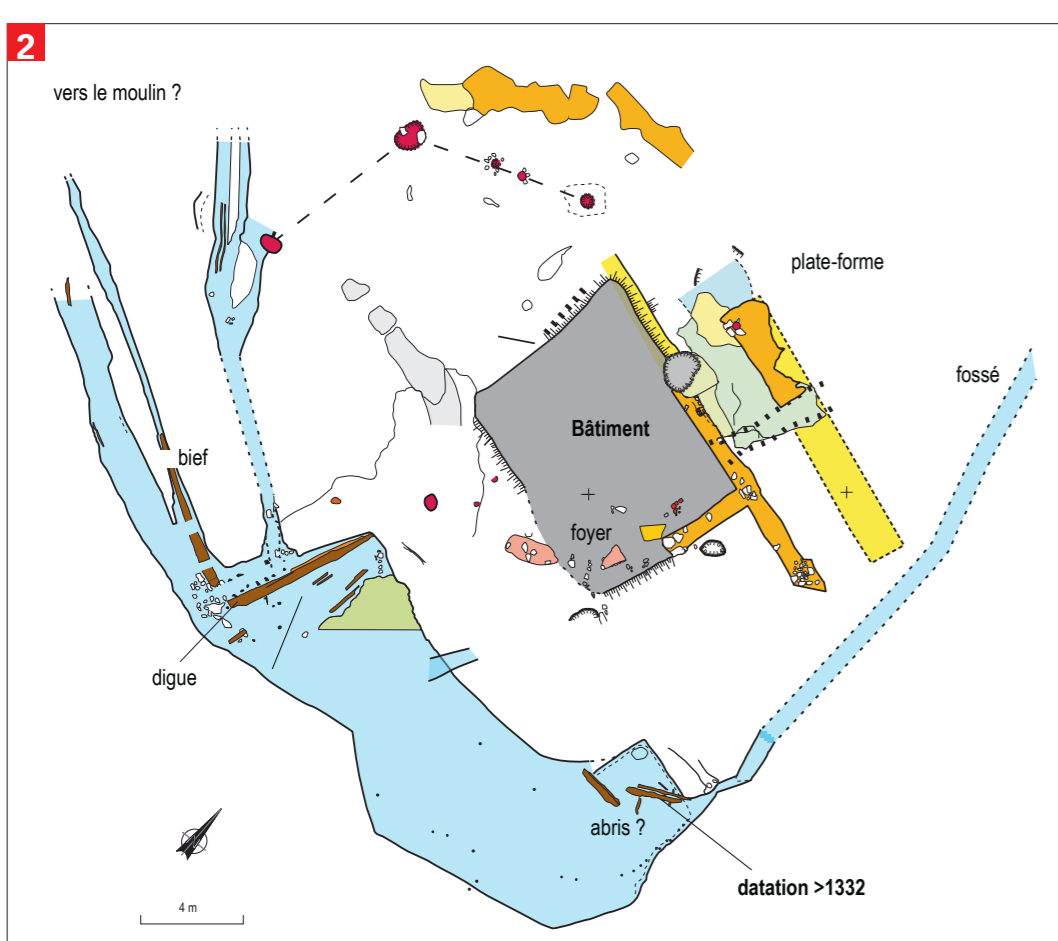 2
vers le moulin ?
plate-forme
fossé
Bâtiment
bief
foyer
digue
abris ?
datation >1332
4 m